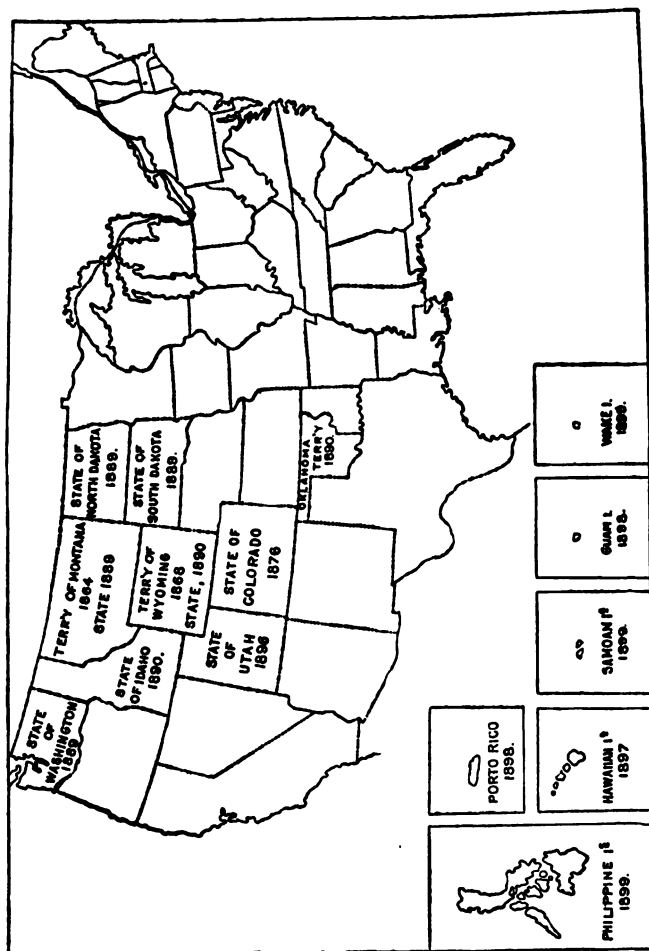 STATE
OF
WASHINGTON
1889
TERR'Y OF MONTANA
1864
STATE 1889
STATE OF
NORTH DAKOTA
1889.
STATE OF
SOUTH DAKOTA
1889.
STATE
OF IDAHO
1890.
TERR'Y OF
WYOMING
1868
STATE, 1890
STATE
OF
UTAH
1896
STATE OF
COLORADO
1876
OKLAHOMA
TERR'Y
1890.
PHILIPPINE Iˢ
1899.
PORTO RICO
1898.
HAWAIIAN Iˢ
1897
SAMOAN Iˢ
1899.
GUAM I.
1898.
WAKE I.
1899.